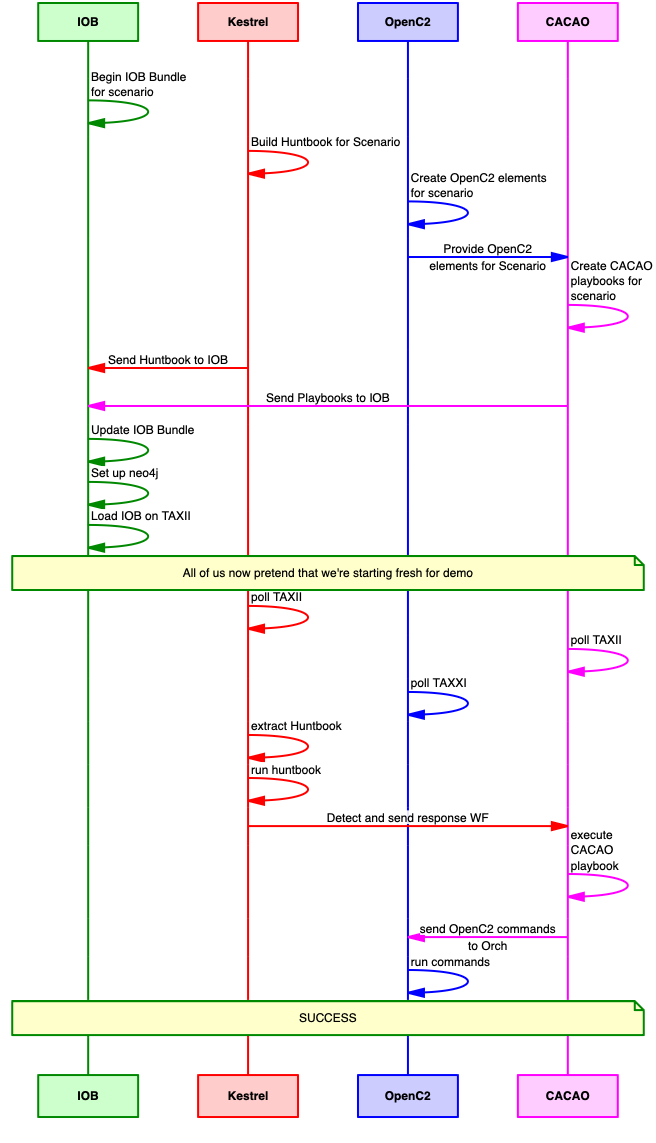 IOB
Kestrel
OpenC2
CACAO
Begin IOB Bundle
for scenario
Build Huntbook for Scenario
Create OpenC2 elements
for scenario
Provide OpenC2
elements for Scenario
Create CACAO
playbooks for
scenario
Send Huntbook to IOB
Send Playbooks to IOB
Update IOB Bundle
Set up neo4j
Load IOB on TAXII
All of us now pretend that we're starting fresh for demo
poll TAXII
poll TAXII
poll TAXXI
extract Huntbook
run huntbook
Detect and send response WF
execute
CACAO
playbook
send OpenC2 commands
to Orch
run commands
SUCCESS
IOB
Kestrel
OpenC2
CACAO